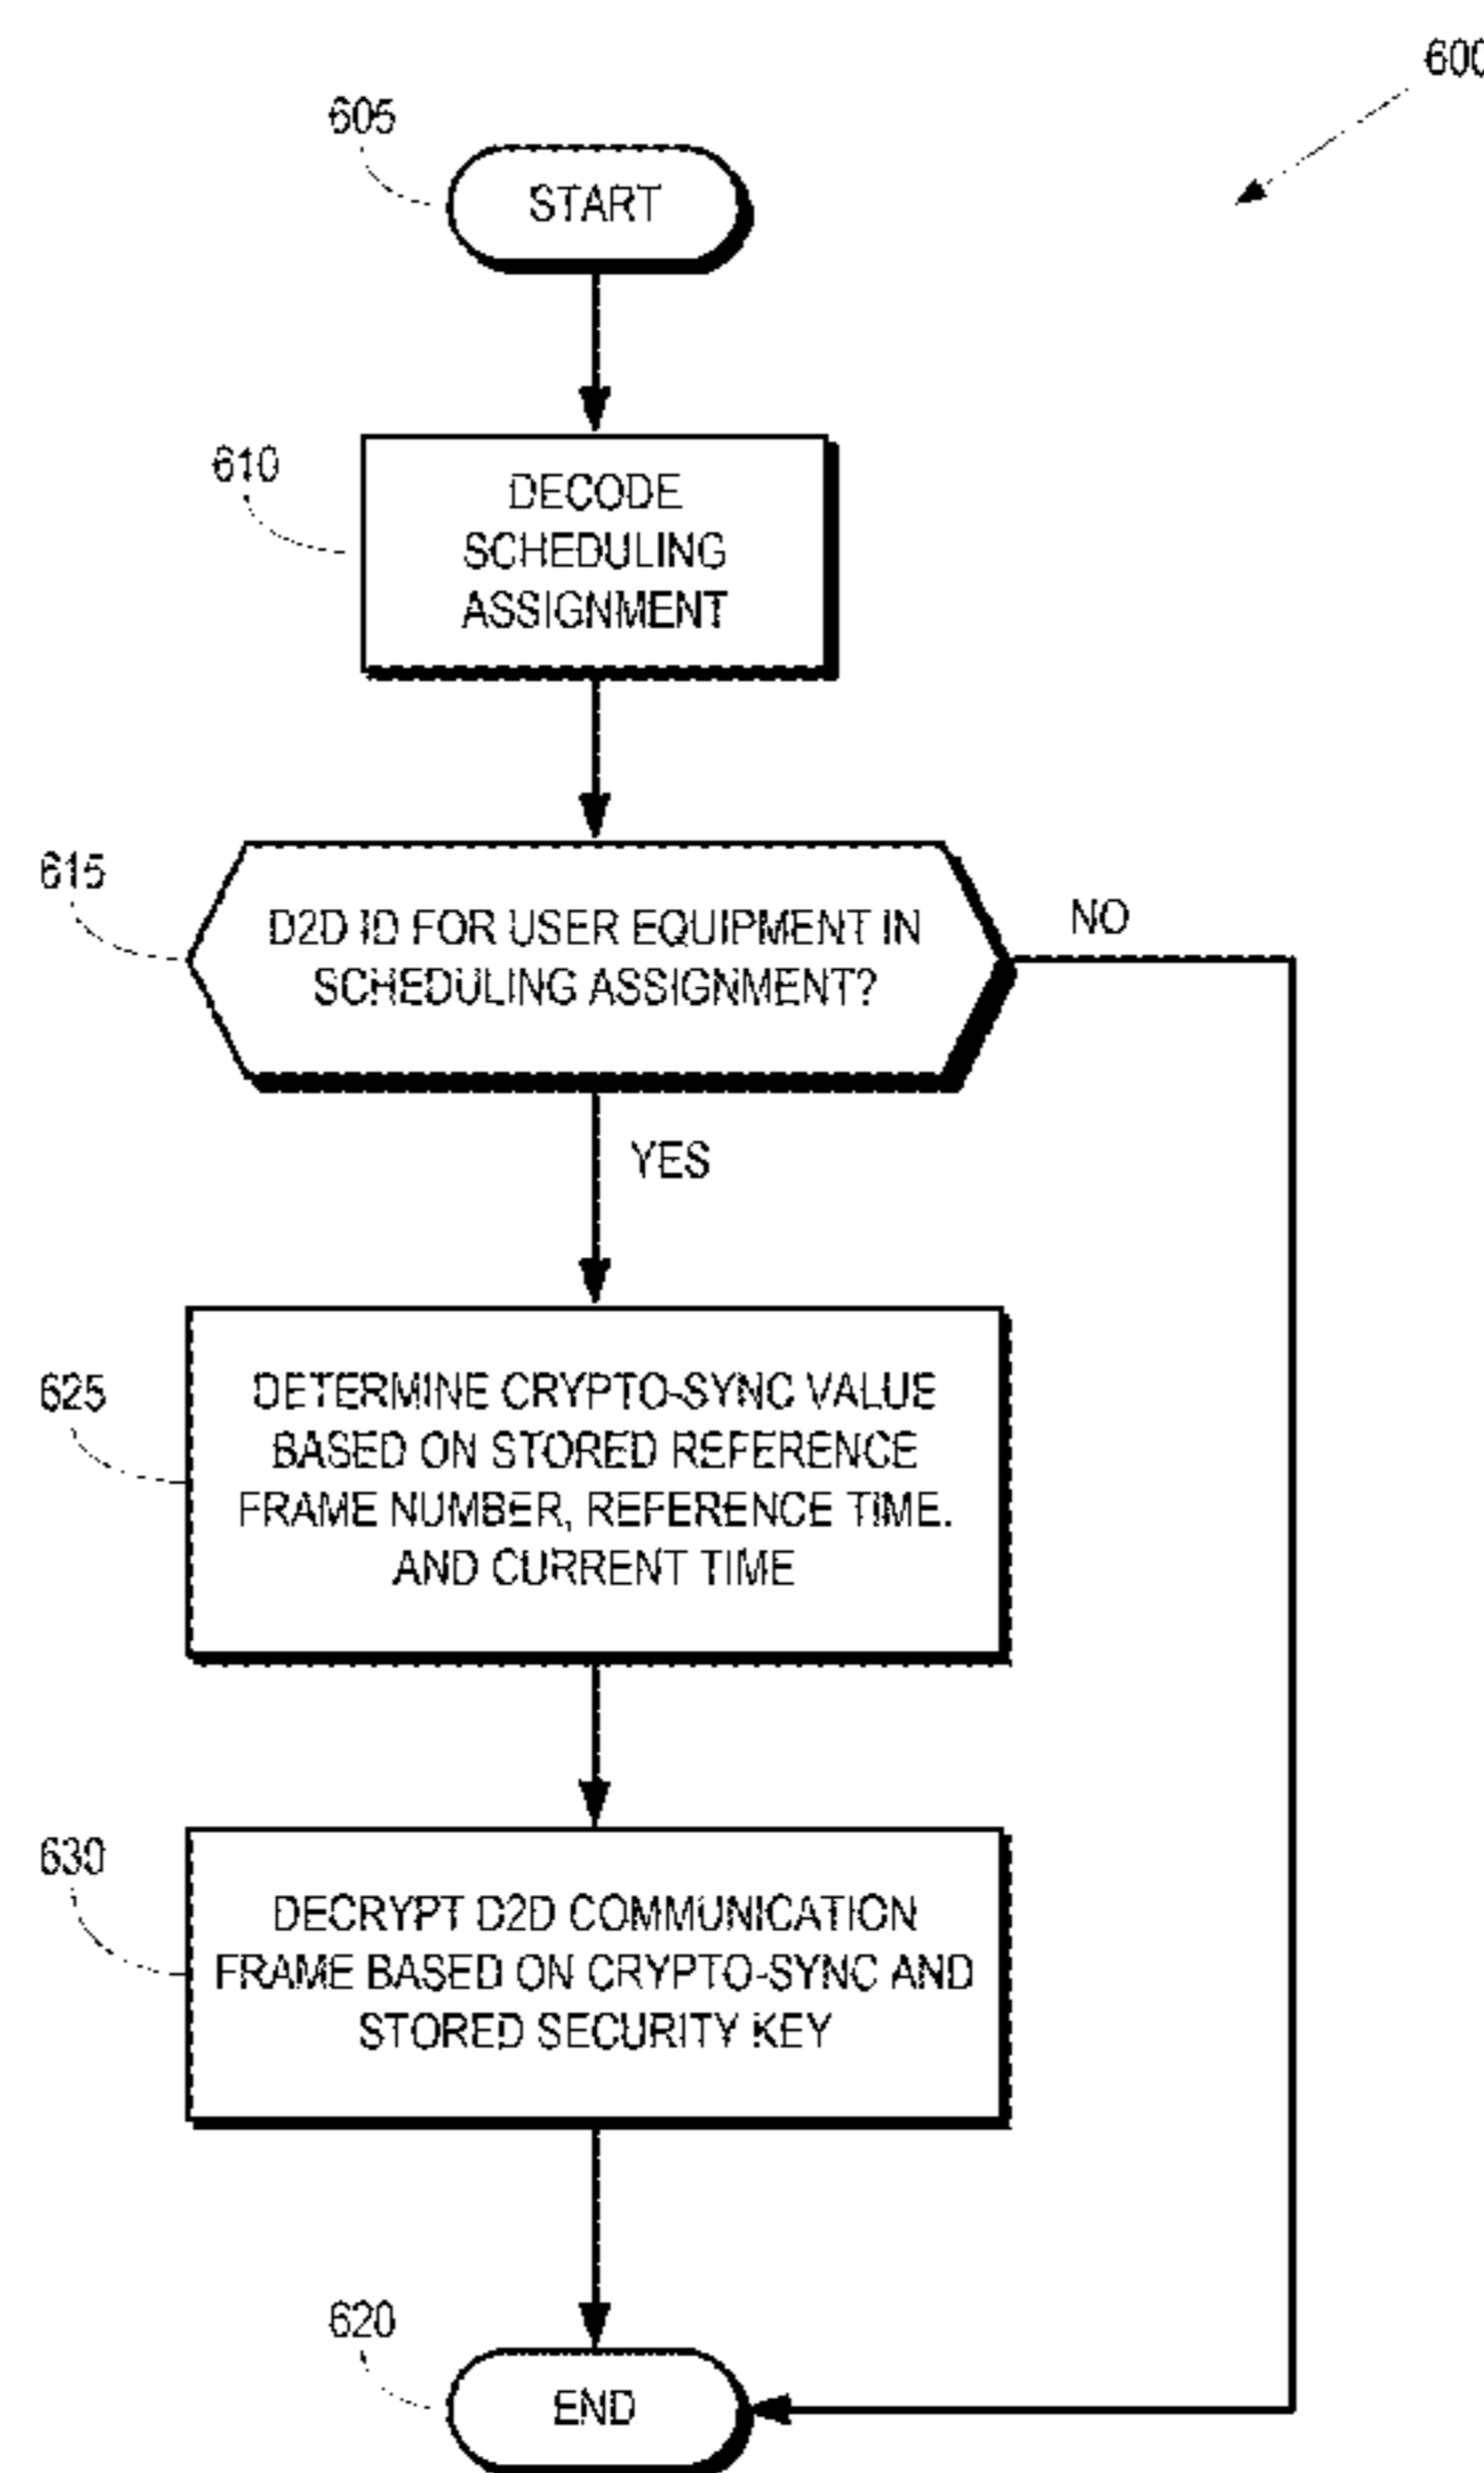 600
605
START
610
DECODE
SCHEDULING
ASSIGNMENT
615
D2D ID FOR USER EQUIPMENT IN
SCHEDULING ASSIGNMENT?
NO
YES
625
DETERMINE CRYPTO-SYNC VALUE
BASED ON STORED REFERENCE
FRAME NUMBER, REFERENCE TIME.
AND CURRENT TIME
630
DECRYPT D2D COMMUNICATION
FRAME BASED ON CRYPTO-SYNC AND
STORED SECURITY KEY
620
END